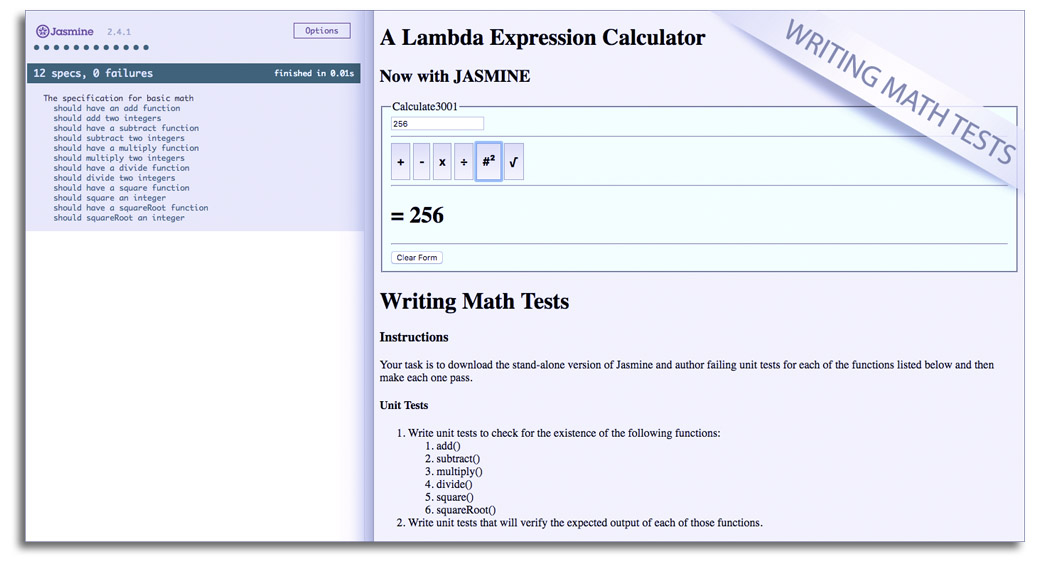 Jasmine 2.4.1
Options
12 specs, 0 failures
finished in 0.01s
The specification for basic math
should have an add function
should add two integers
should have a subtract function
should subtract two integers
should have a multiply function
should multiply two integers
should have a divide function
should divide two integers
should have a square function
should square an integer
should have a squareRoot function
should squareRoot an integer
A Lambda Expression Calculator
Now with JASMINE
Calculate3001
256
+ - x ÷ #² √
= 256
Clear Form
WRITING MATH TESTS
Writing Math Tests
Instructions
Your task is to download the stand-alone version of Jasmine and author failing unit tests for each of the functions listed below and then
make each one pass.
Unit Tests
1. Write unit tests to check for the existence of the following functions:
1. add()
2. subtract()
3. multiply()
4. divide()
5. square()
6. squareRoot()
2. Write unit tests that will verify the expected output of each of those functions.